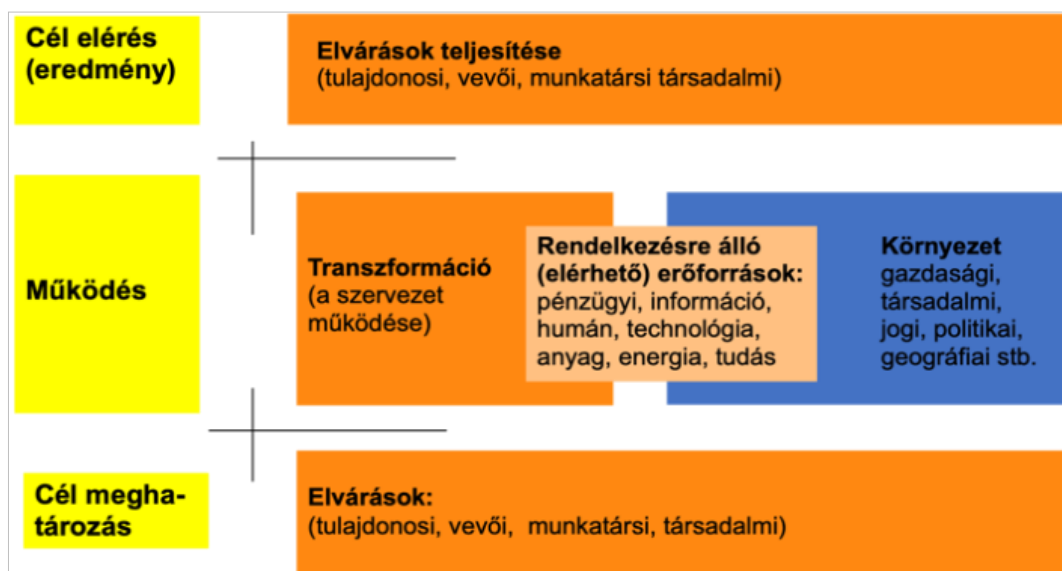 Cél elérés
(eredmény)
Elvárások teljesítése
(tulajdonosi, vevői, munkatársi társadalmi)
Működés
Transzformáció
(a szervezet
működése)
Rendelkezésre álló
(elérhető) erőforrások:
pénzügyi, információ,
humán, technológia,
anyag, energia, tudás
Környezet
gazdasági,
társadalmi,
jogi, politikai,
geográfiai stb.
Cél megha-
tározás
Elvárások:
(tulajdonosi, vevői, munkatársi, társadalmi)